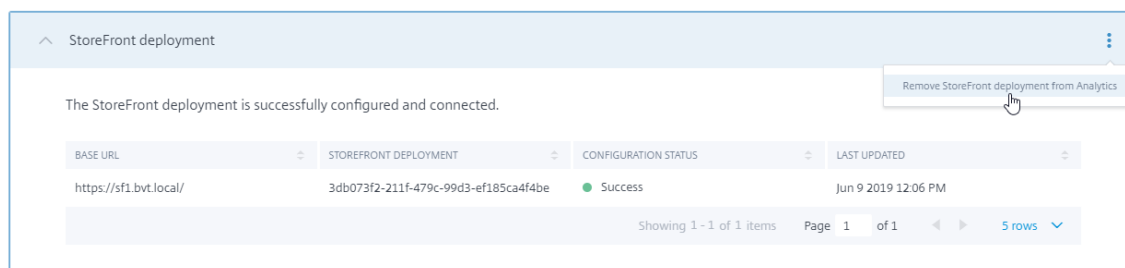 StoreFront deployment
Remove StoreFront deployment from Analytics
The StoreFront deployment is successfully configured and connected.
BASE URL STOREFRONT DEPLOYMENT CONFIGURATION STATUS LAST UPDATED
https://sf1.bvt.local/ 3db073f2-211f-479c-99d3-ef185ca4f4be Success Jun 9 2019 12:06 PM
Showing 1 - 1 of 1 items Page 1 of 1 5 rows